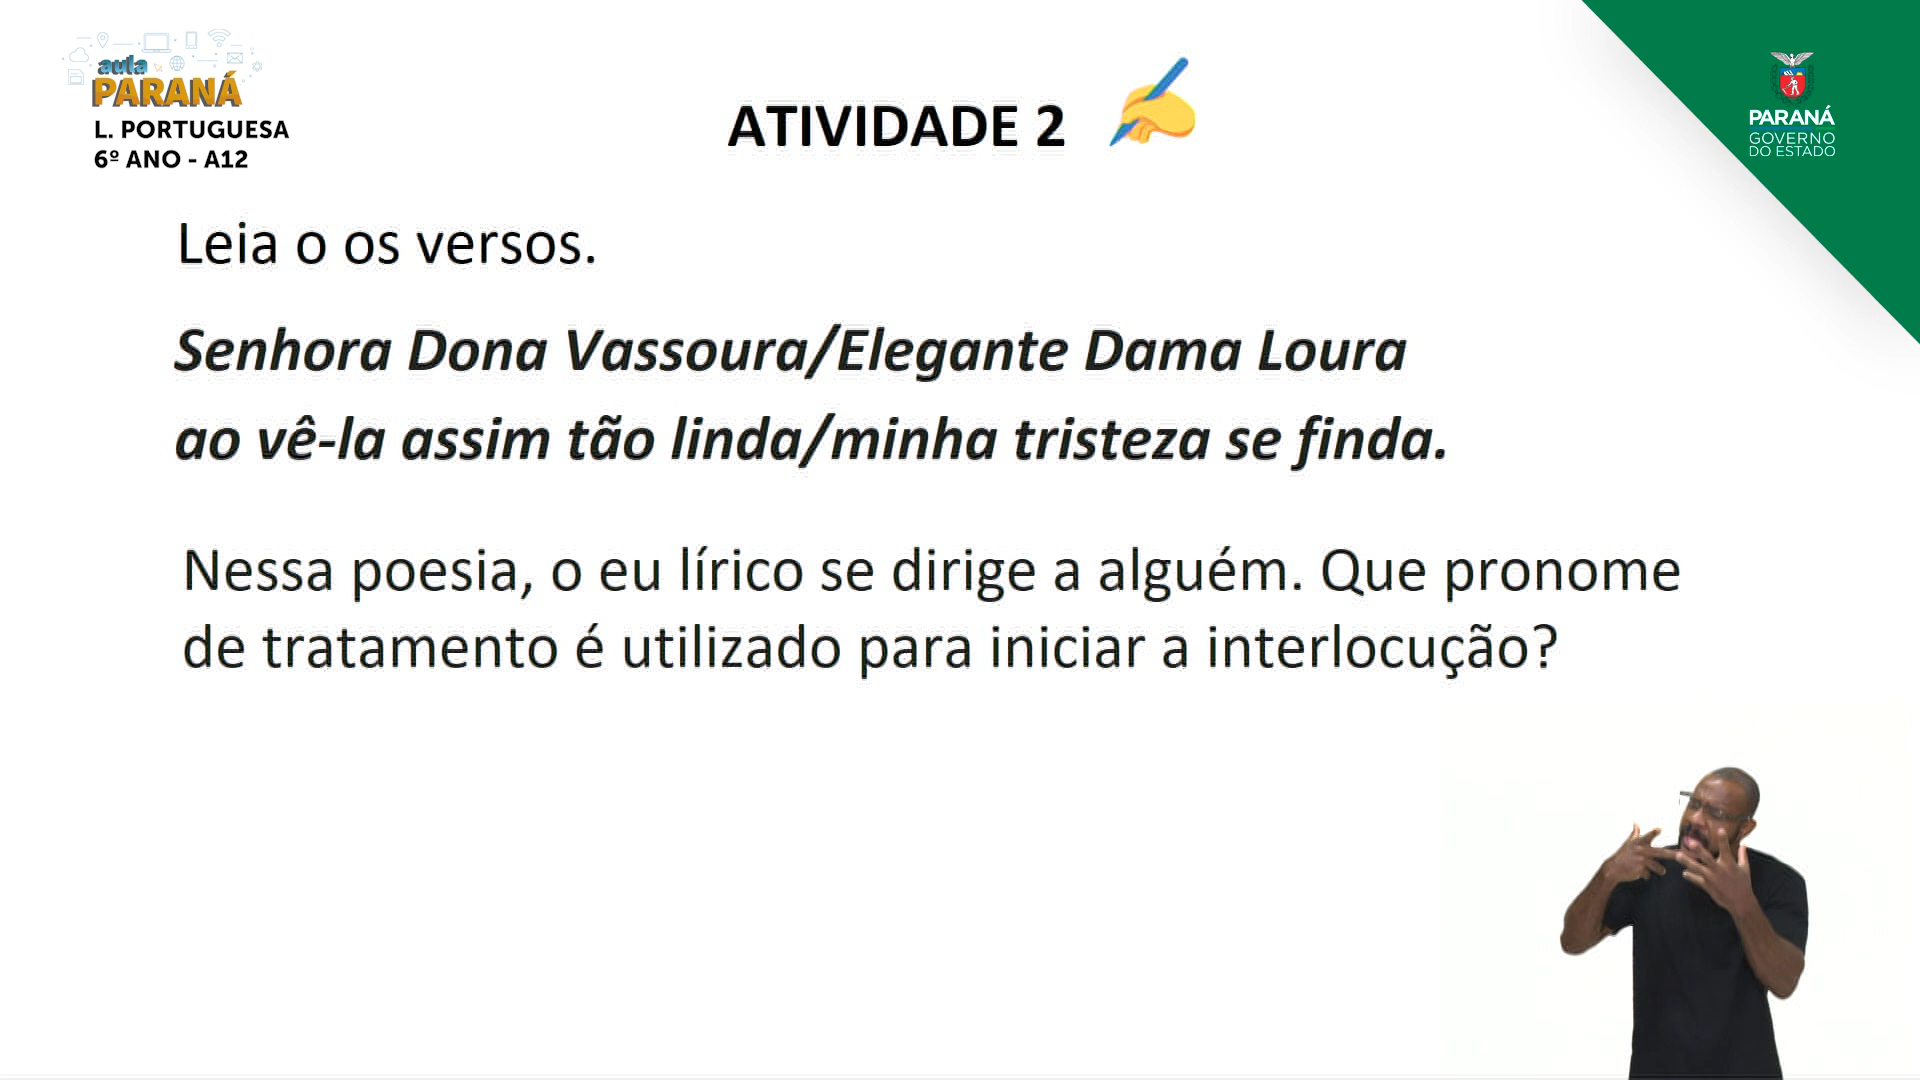 aula
PARANÁ
L. PORTUGUESA
6º ANO - A12
ATIVIDADE 2
PARANÁ
GOVERNO
DO ESTADO
Leia o os versos.
Senhora Dona Vassoura/Elegante Dama Loura
ao vê-la assim tão linda/minha tristeza se finda.
Nessa poesia, o eu lírico se dirige a alguém. Que pronome
de tratamento é utilizado para iniciar a interlocução?